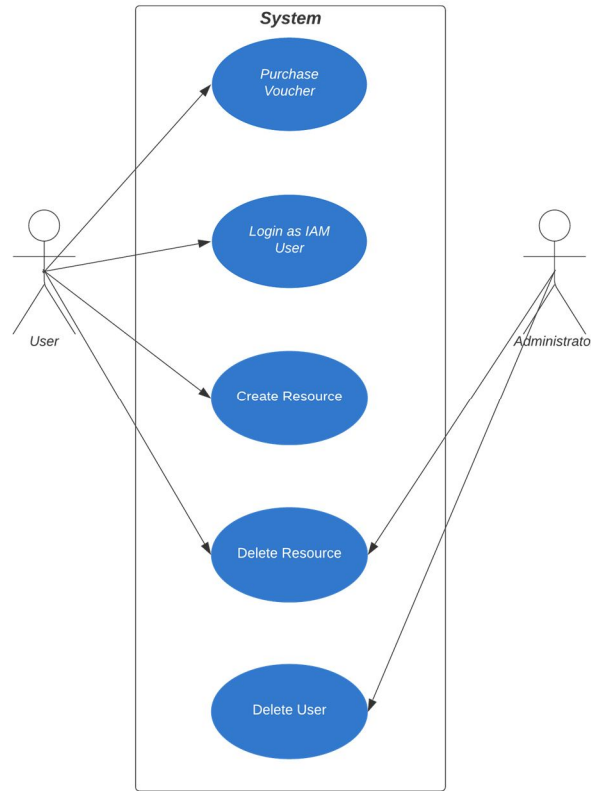 System
Purchase
Voucher
Login as IAM
User
User
Administrato
Create Resource
Delete Resource
Delete User